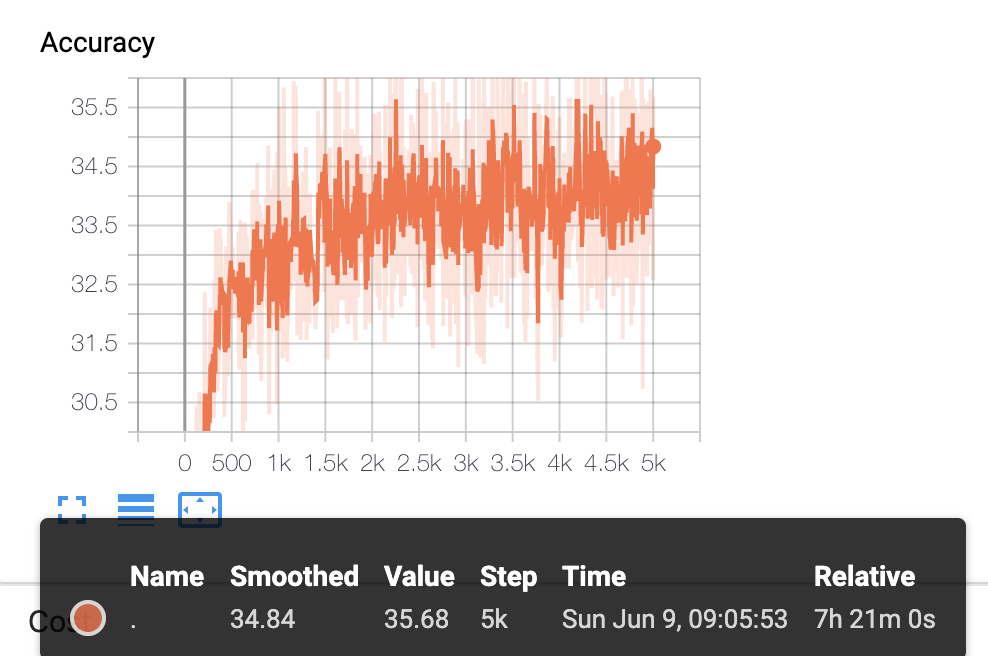 Accuracy
35.5
34.5
33.5
32.5
31.5
30.5
0 500 1k 1.5k 2k 2.5k 3k 3.5k 4k 4.5k 5k
Name Smoothed Value Step Time Relative
. 34.84 35.68 5k Sun Jun 9, 09:05:53 7h 21m 0s